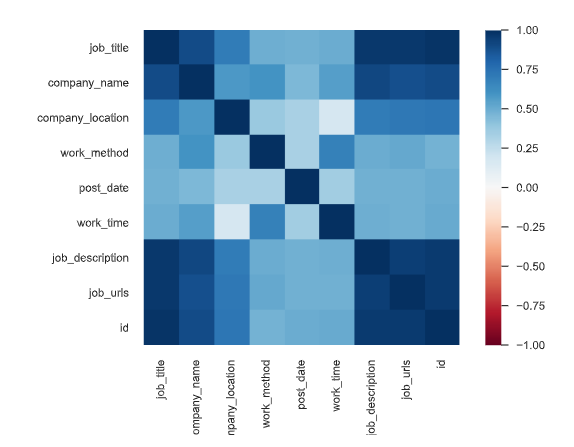 job_title
company_name
company_location
work_method
post_date
work_time
job_description
job_urls
id
1.00
0.75
0.50
0.25
0.00
−0.25
−0.50
−0.75
−1.00
job_title
ompany_name
mpany_location
work_method
post_date
work_time
job_description
job_urls
id